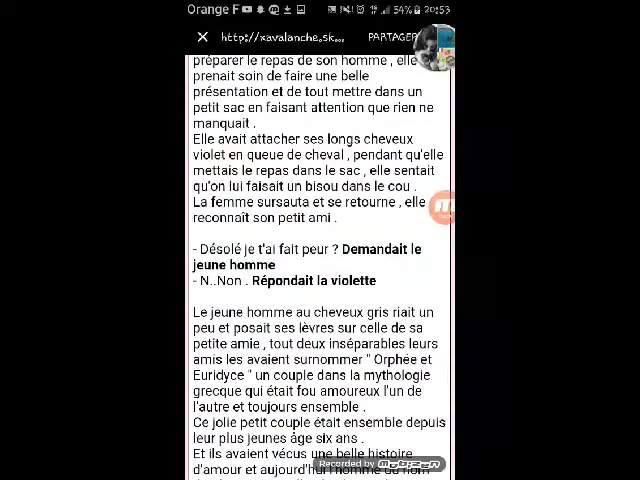 Orange F
54% 20:53
http://xavalanche.sk... PARTAGER
préparer le repas de son homme , elle
prenait soin de faire une belle
présentation et de tout mettre dans un
petit sac en faisant attention que rien ne
manquait .
Elle avait attacher ses longs cheveux
violet en queue de cheval , pendant qu'elle
mettais le repas dans le sac , elle sentait
qu'on lui faisait un bisou dans le cou .
La femme sursauta et se retourne , elle
reconnaît son petit ami .
- Désolé je t'ai fait peur ? Demandait le
jeune homme
- N..Non . Répondait la violette
Le jeune homme au cheveux gris riait un
peu et posait ses lèvres sur celle de sa
petite amie , tout deux inséparables leurs
amis les avaient surnommer " Orphée et
Euridyce " un couple dans la mythologie
grecque qui était fou amoureux l'un de
l'autre et toujours ensemble .
Ce jolie petit couple était ensemble depuis
leur plus jeunes âge six ans .
Et ils avaient vécus une belle histoire
d'amour et aujourd'hui l'homme du nom
Recorded by MOBIZEN